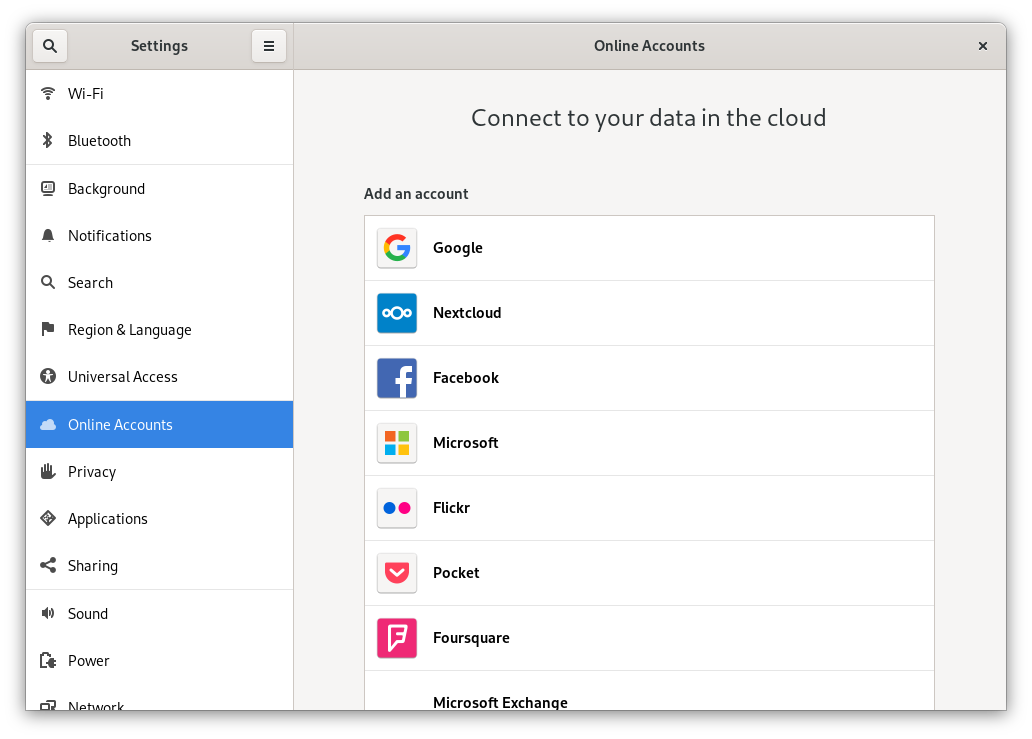 Settings
Online Accounts
Wi-Fi
Bluetooth
Background
Notifications
Search
Region & Language
Universal Access
Online Accounts
Privacy
Applications
Sharing
Sound
Power
Network
Connect to your data in the cloud
Add an account
Google
Nextcloud
Facebook
Microsoft
Flickr
Pocket
Foursquare
Microsoft Exchange